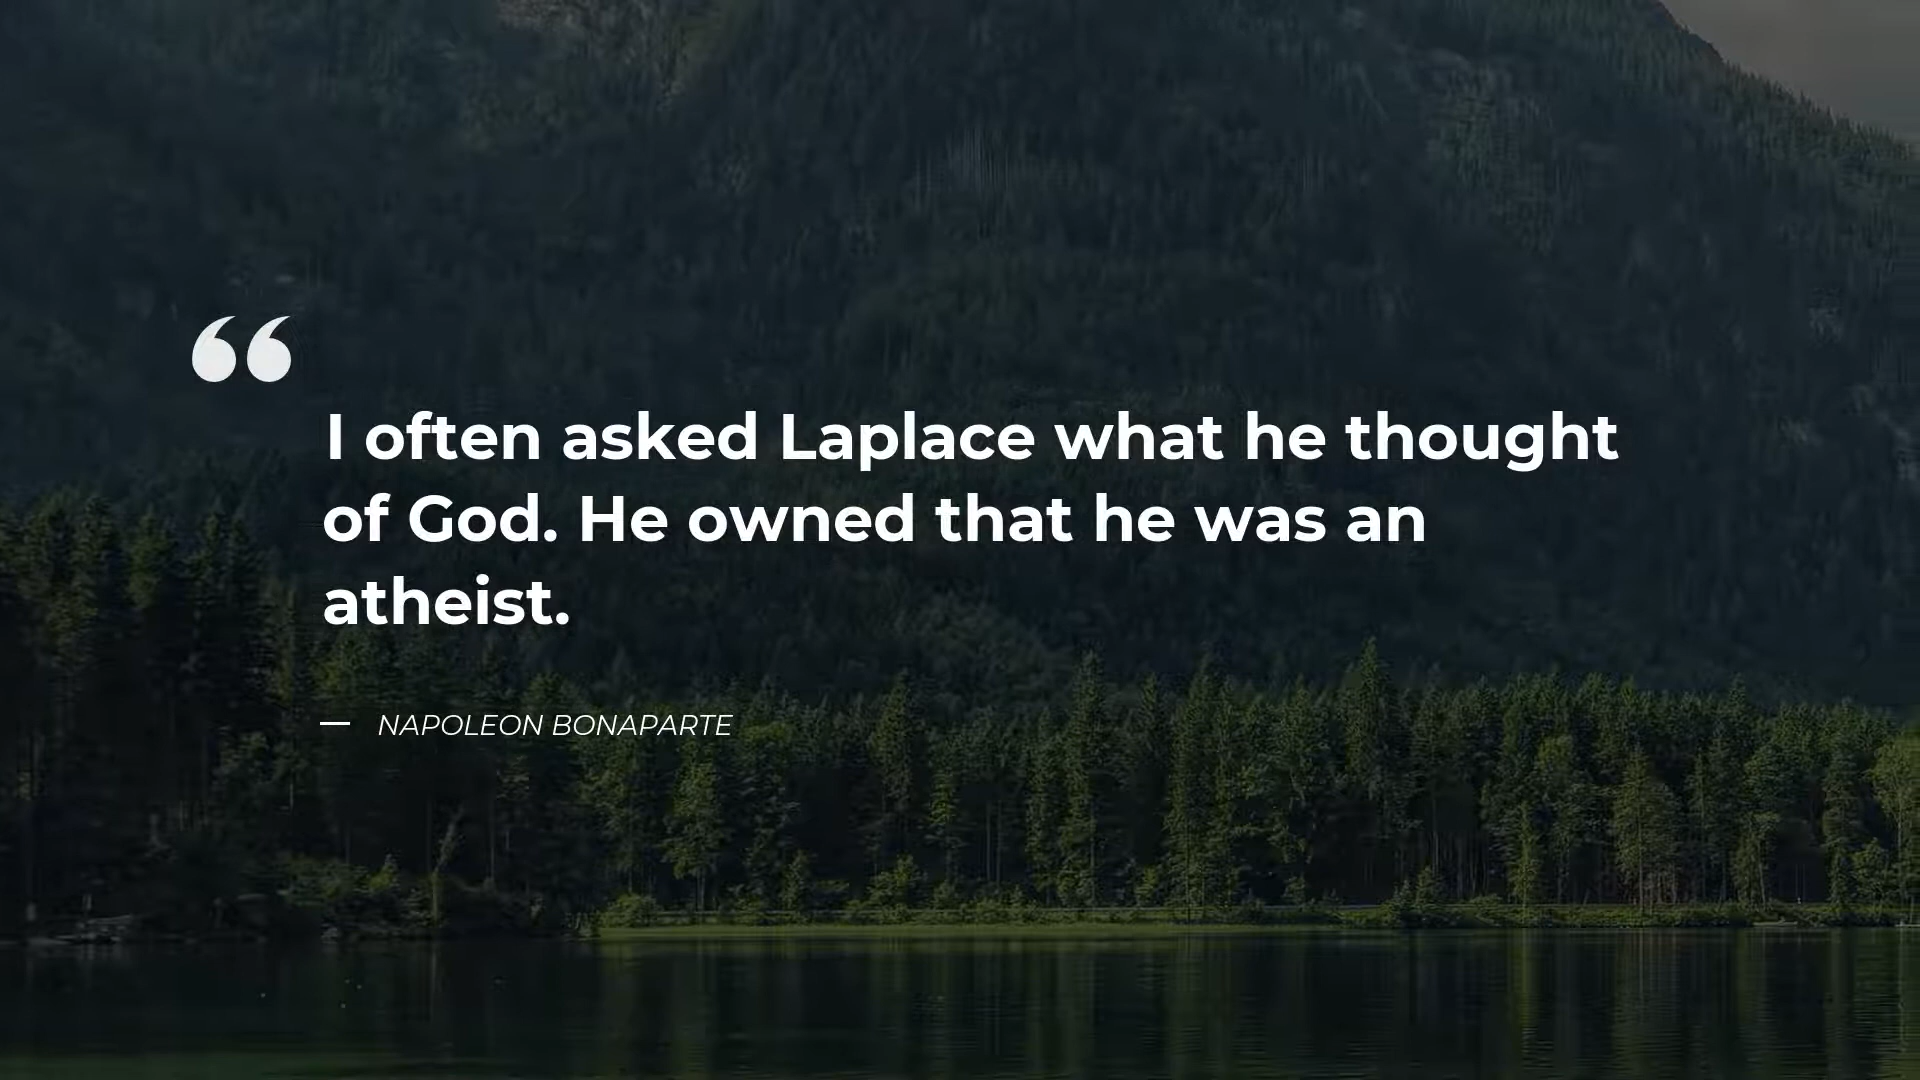 “
I often asked Laplace what he thought
of God. He owned that he was an
atheist.
— NAPOLEON BONAPARTE